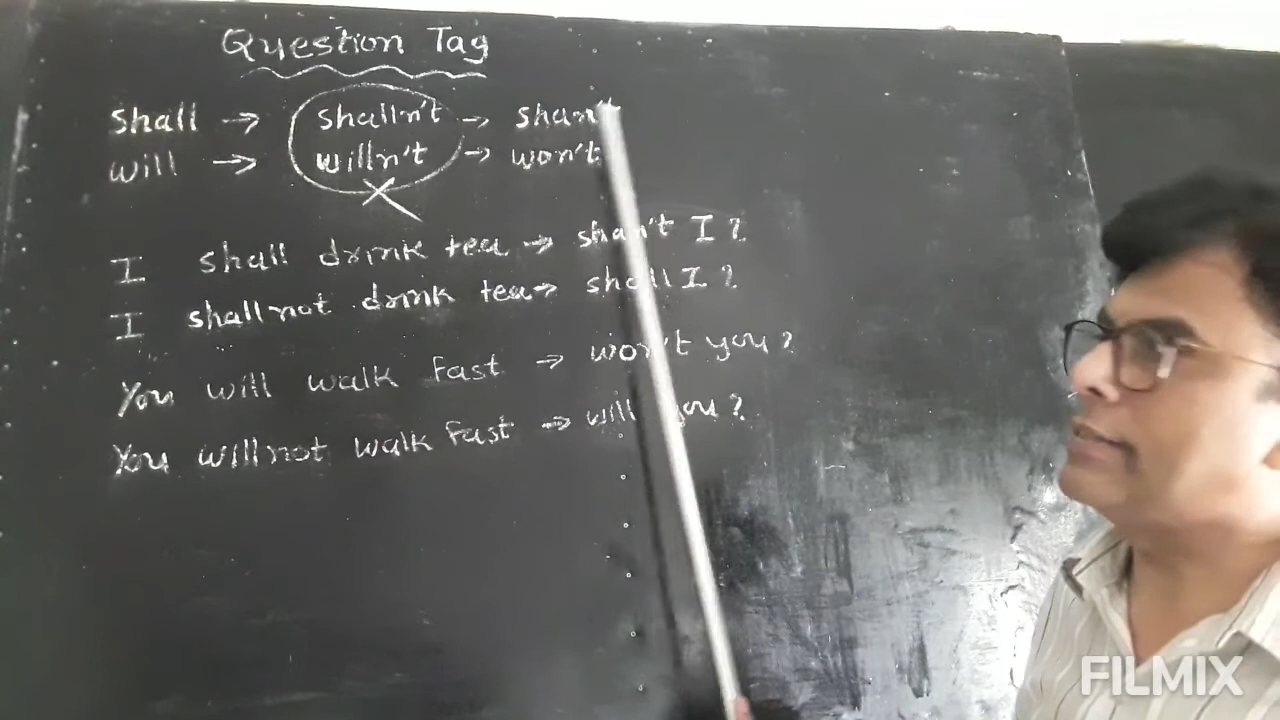 Question Tag
shall → shalln't → shan't
will → willn't → won't
I shall drink tea → shan't I?
I shall not drink tea → shall I?
You will walk fast → won't you?
You will not walk fast → will you?
FILMIX